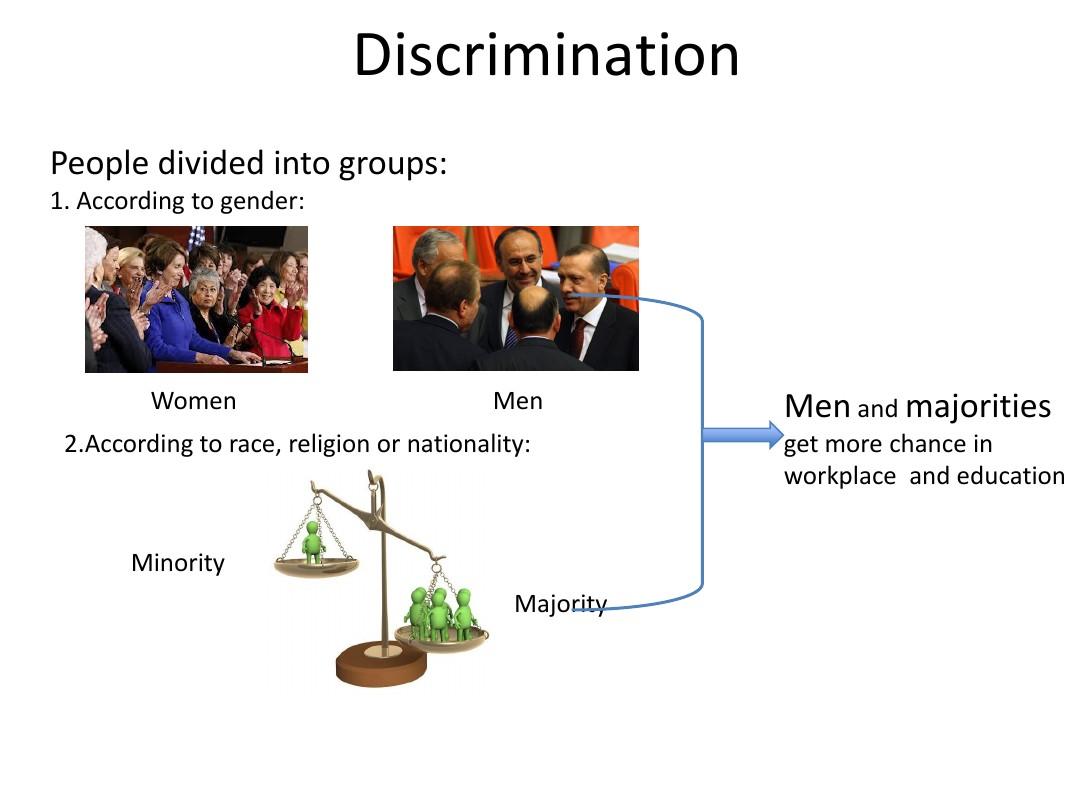 Discrimination
People divided into groups:
1. According to gender:
Women
Men
2.According to race, religion or nationality:
Minority
Majority
Men and majorities
get more chance in
workplace  and education